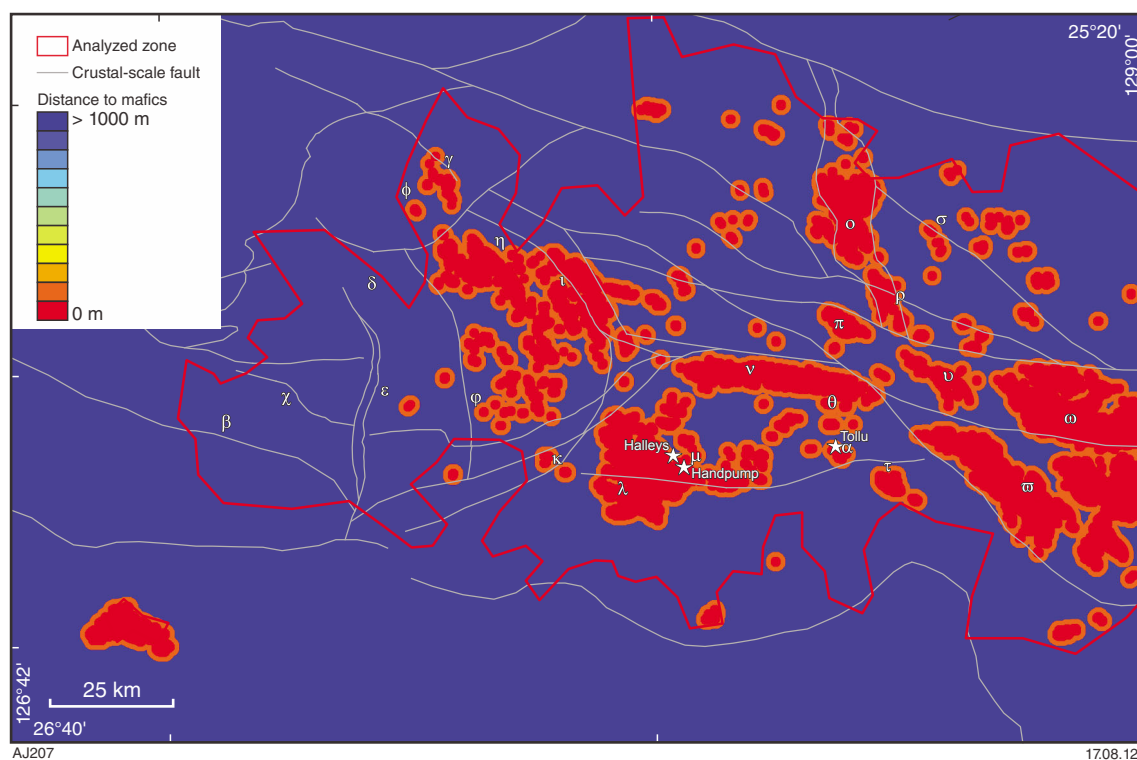 Analyzed zone
Crustal-scale fault
Distance to mafics
> 1000 m
0 m
25°20'
129°00'
γ
ϕ
η
ο
σ
δ
ι
ρ
π
ε
χ
φ
ν
υ
β
θ
ω
Halleys
μ
Tollu
α
κ
Handpump
τ
λ
ϖ
126°42'
25 km
26°40'
AJ207
17.08.12